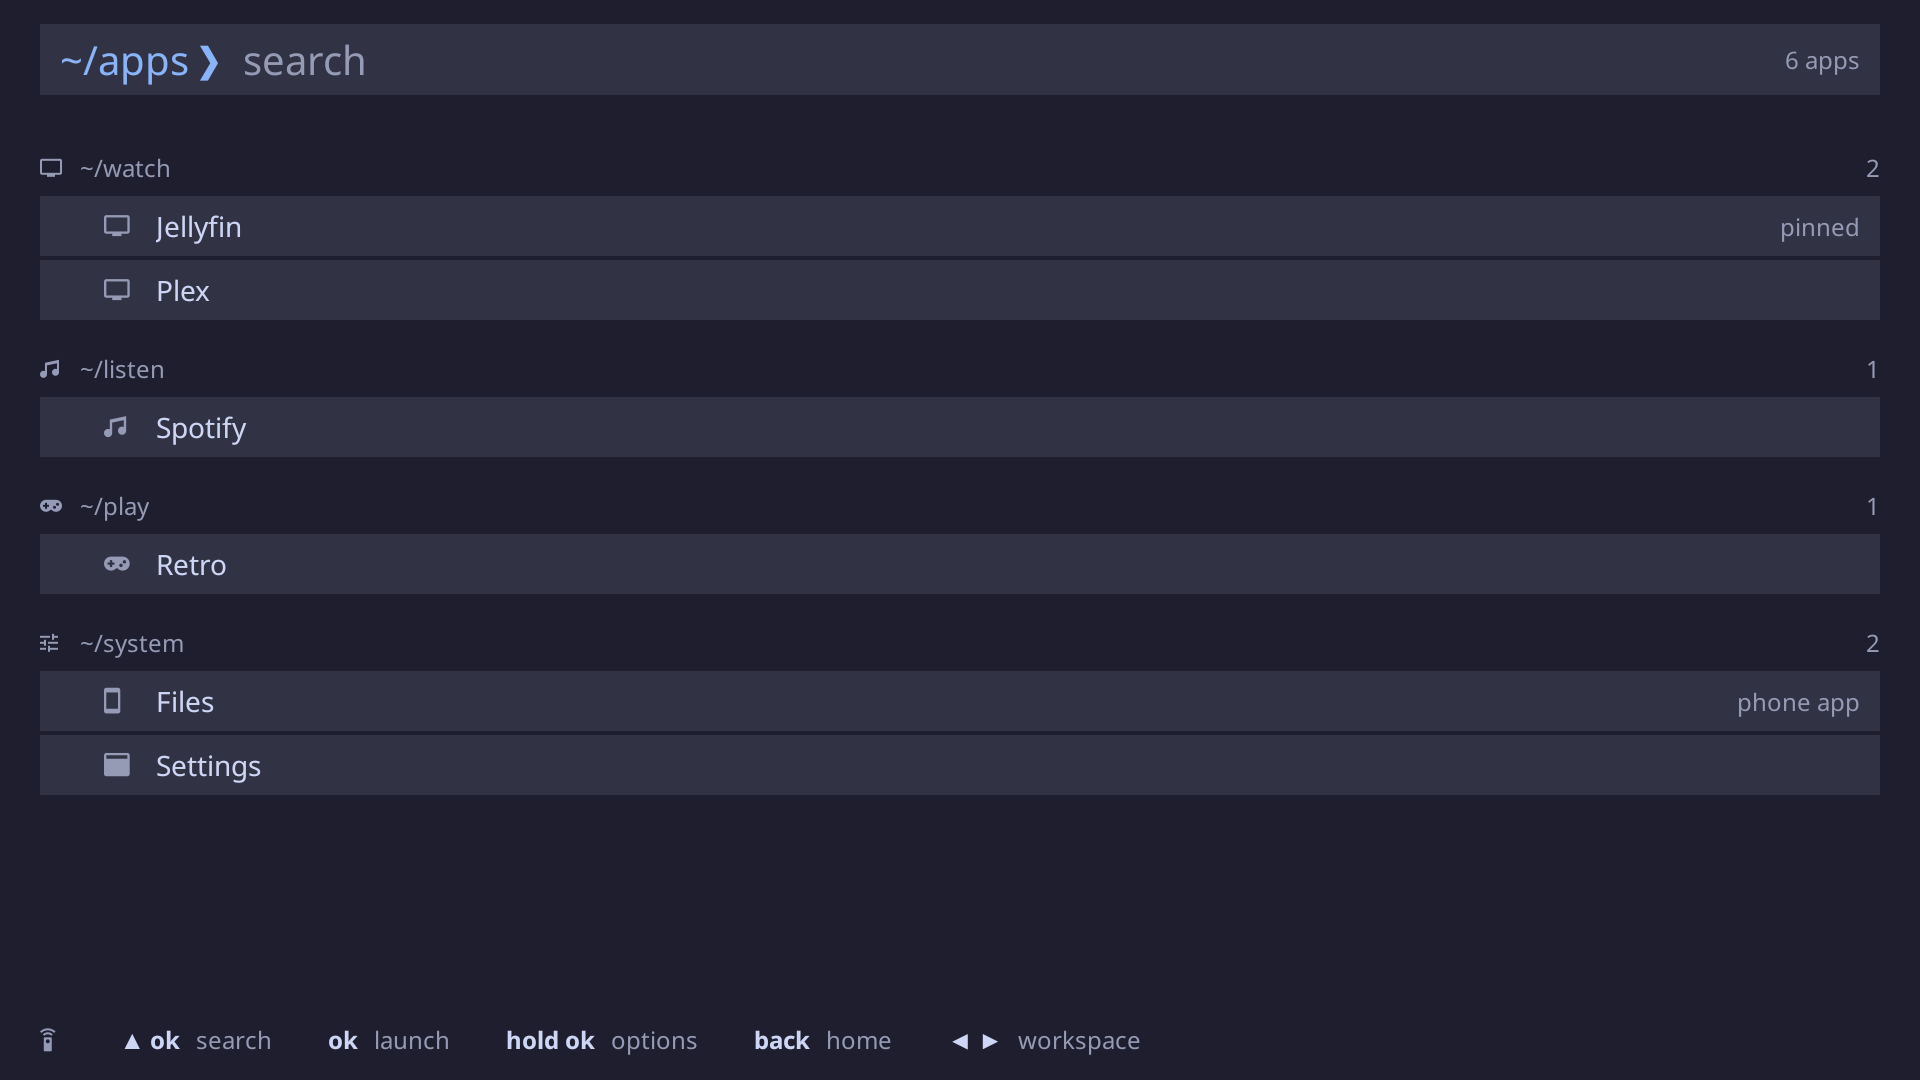 ~/apps❯ search 6 apps
~/watch 2
Jellyfin pinned
Plex
~/listen 1
Spotify
~/play 1
Retro
~/system 2
Files phone app
Settings
▲ ok search ok launch hold ok options back home ◀ ▶ workspace